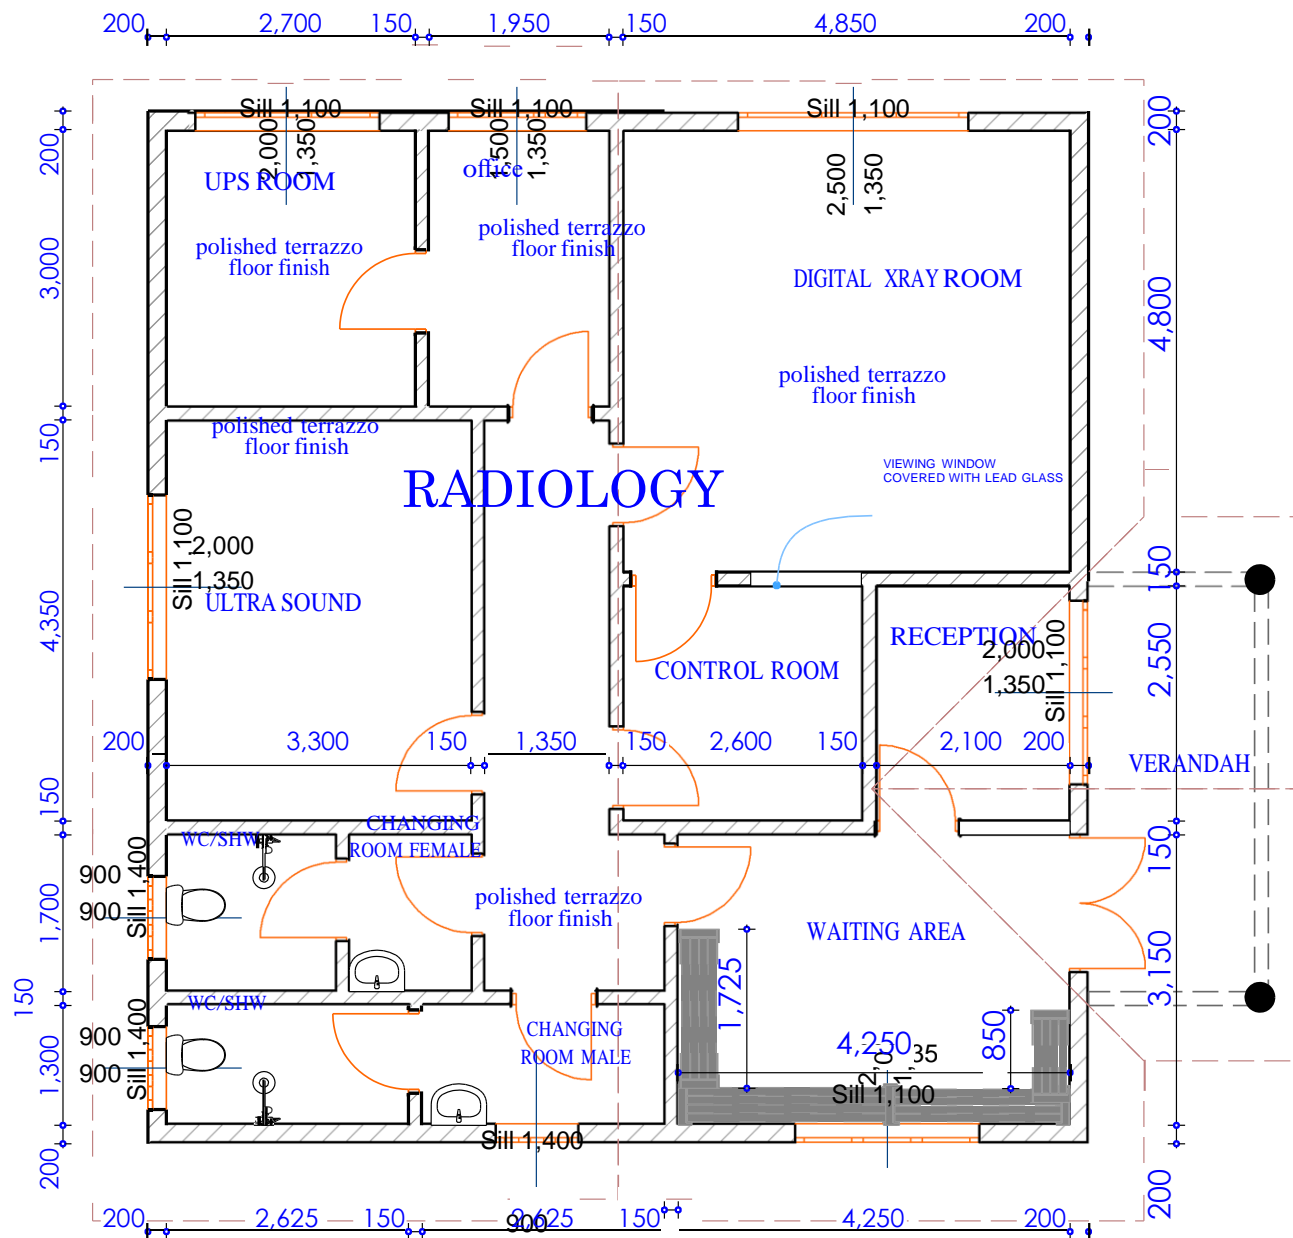 200 2,700 150 1,950 150 4,850 200
Sill 1,100 Sill 1,100 Sill 1,100
200
200
2,000
1,350
1,500
1,350
2,500
1,350
UPS ROOM
office
polished terrazzo
floor finish
polished terrazzo
floor finish
3,000
DIGITAL XRAY ROOM
4,800
polished terrazzo
floor finish
polished terrazzo
floor finish
150
RADIOLOGY
VIEWING WINDOW
COVERED WITH LEAD GLASS
Sill 1,100
2,000
1,350
ULTRA SOUND
4,350
150
RECEPTION
2,000
1,350
Sill 1,100
2,550
CONTROL ROOM
200 3,300 150 1,350 150 2,600 150 2,100 200
VERANDAH
150
CHANGING
ROOM FEMALE
WC/SHW
150
900
900
Sill 1,400
1,700
polished terrazzo
floor finish
WAITING AREA
3,150
150
WC/SHW
1,725
850
4,250
900
900
Sill 1,400
1,300
CHANGING
ROOM MALE
1,35
Sill 1,100
Sill 1,400
200
200
200 2,625 150 2,625 150 4,250 200
900